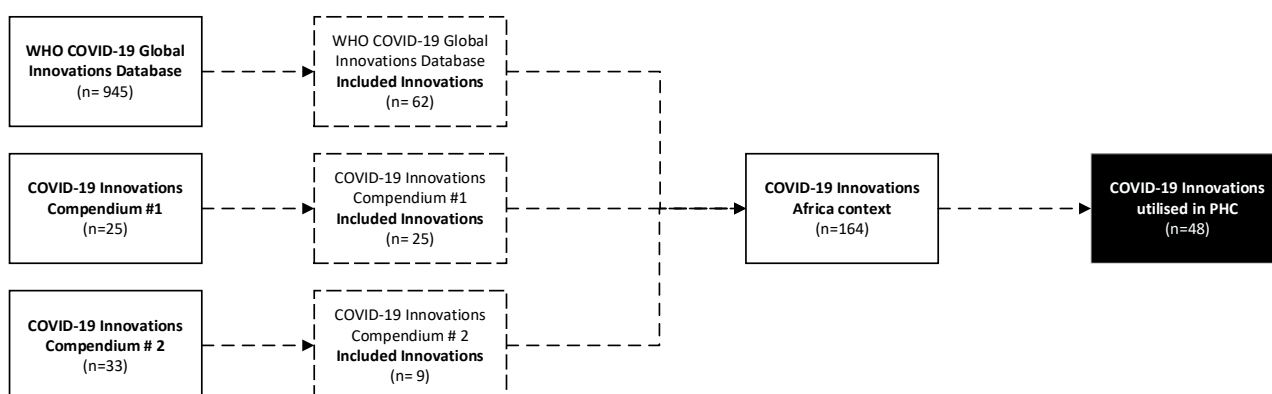 WHO COVID-19 Global
Innovations Database
(n= 945)
WHO COVID-19 Global
Innovations Database
Included Innovations
(n= 62)
COVID-19 Innovations
Compendium #1
(n=25)
COVID-19 Innovations
Compendium #1
Included Innovations
(n= 25)
COVID-19 Innovations
Compendium # 2
(n=33)
COVID-19 Innovations
Compendium # 2
Included Innovations
(n= 9)
COVID-19 Innovations
Africa context
(n=164)
COVID-19 Innovations
utilised in PHC
(n=48)